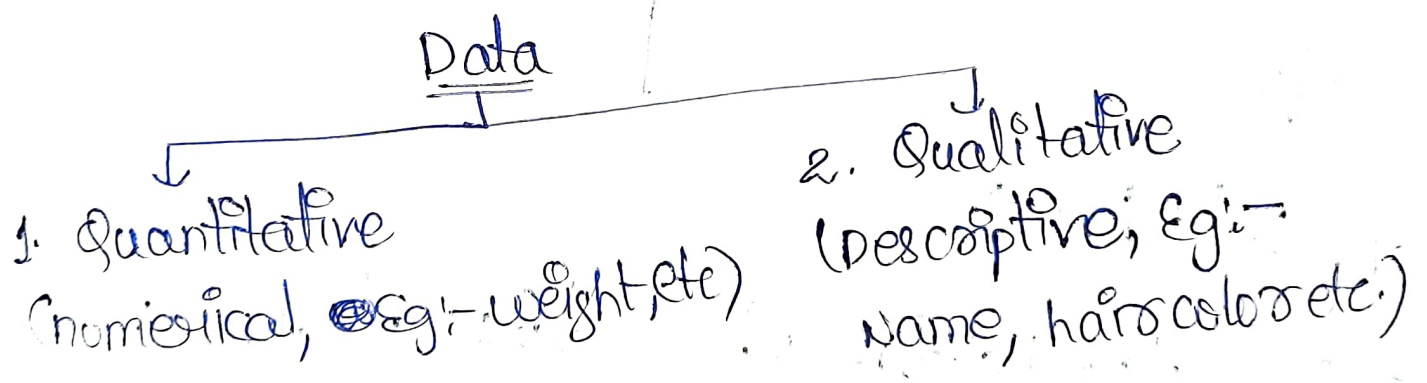 Data
1. Quantitative
(numerical, Eg:- weight, etc)
2. Qualitative
(Descriptive; Eg:-
Name, hair color etc.)